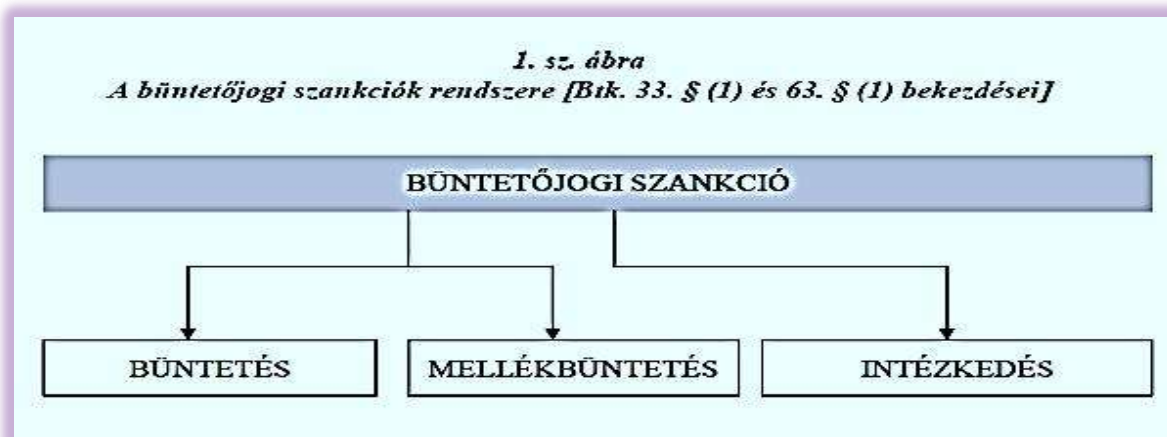 1. sz. ábra
A büntetőjogi szankciók rendszere [Btk. 33. § (1) és 63. § (1) bekezdései]
BÜNTETŐJOGI SZANKCIÓ
BÜNTETÉS
MELLÉKBÜNTETÉS
INTÉZKEDÉS